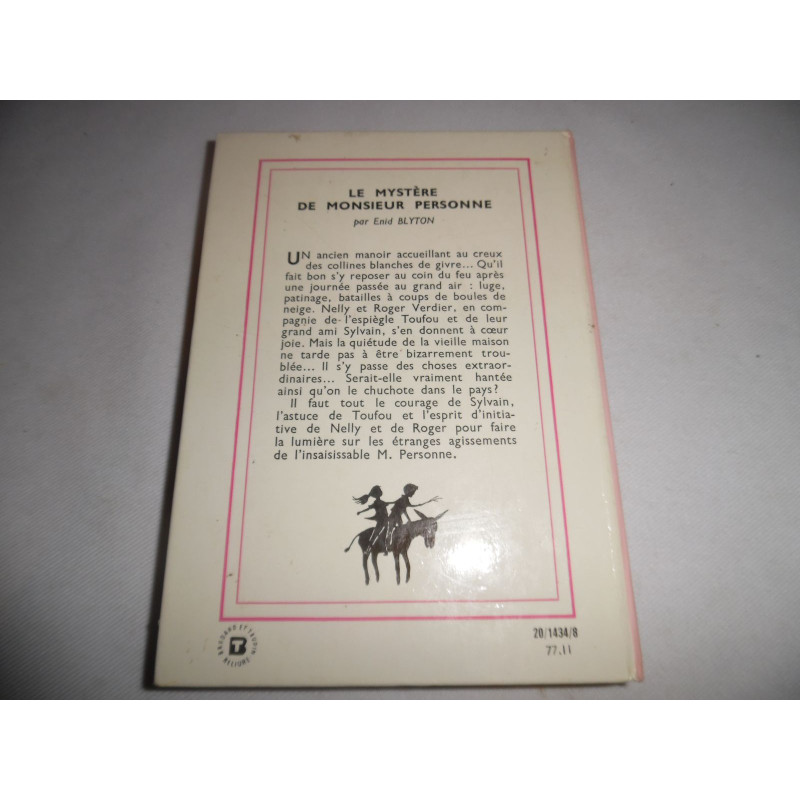 LE MYSTÈRE
DE MONSIEUR PERSONNE
par Enid BLYTON
UN ancien manoir accueillant au creux
des collines blanches de givre... Qu'il
fait bon s'y reposer au coin du feu après
une journée passée au grand air : luge,
patinage, batailles à coups de boules de
neige. Nelly et Roger Verdier, en com-
pagnie de l'espiègle Toufou et de leur
grand ami Sylvain, s'en donnent à cœur
joie. Mais la quiétude de la vieille maison
ne tarde pas à être bizarrement trou-
blée... Il s'y passe des choses extraor-
dinaires... Serait-elle vraiment hantée
ainsi qu'on le chuchote dans le pays?
Il faut tout le courage de Sylvain,
l'astuce de Toufou et l'esprit d'initia-
tive de Nelly et de Roger pour faire
la lumière sur les étranges agissements
de l'insaisissable M. Personne.
BRODARD ET TAUPIN
BT
RELIURE
20/1434/8
77.11